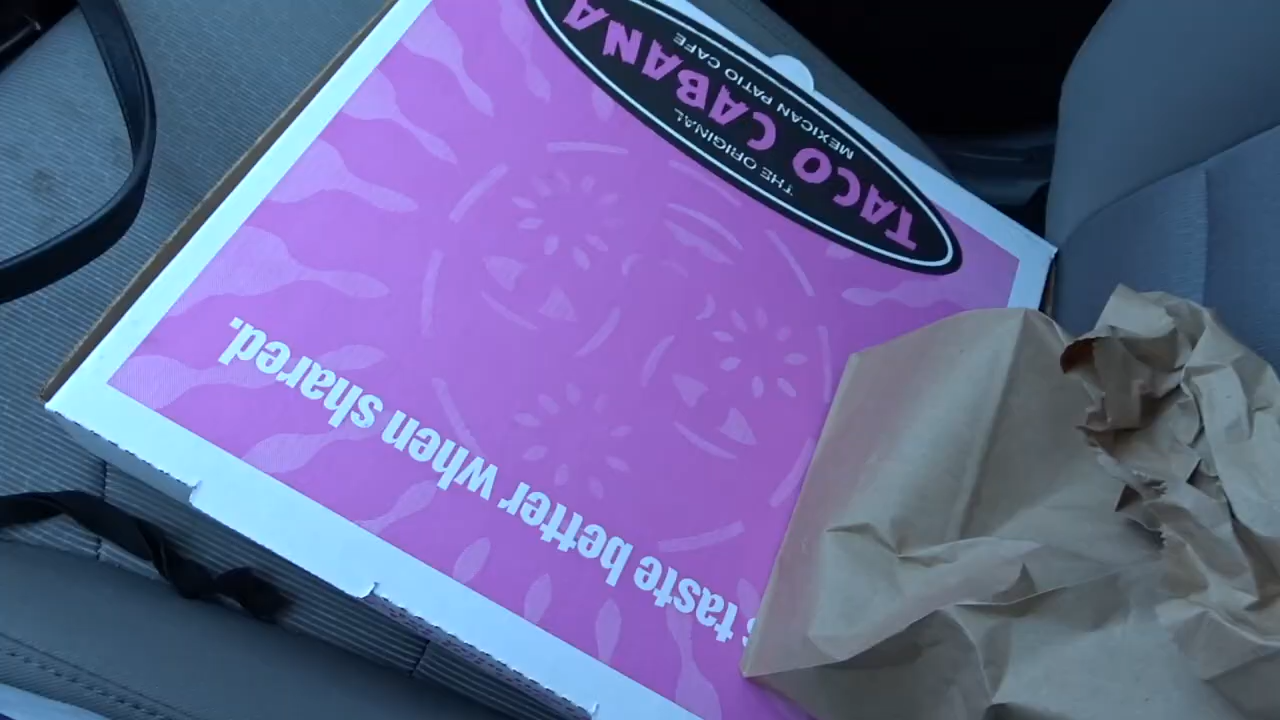 THE ORIGINAL
TACO CABANA
MEXICAN PATIO CAFE
taste better when shared.